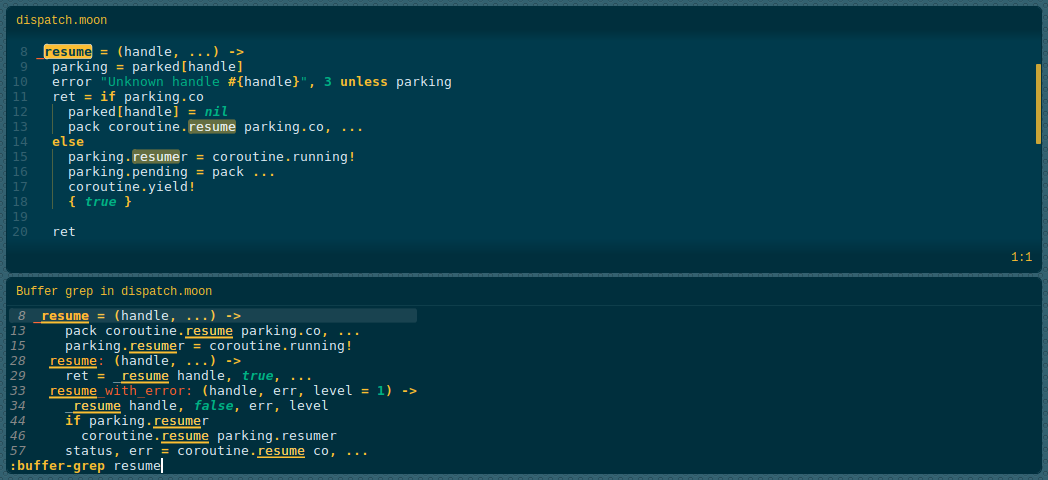 dispatch.moon
8 _resume = (handle, ...) ->
9 parking = parked[handle]
10 error "Unknown handle #{handle}", 3 unless parking
11 ret = if parking.co
12 parked[handle] = nil
13 pack coroutine.resume parking.co, ...
14 else
15 parking.resumer = coroutine.running!
16 parking.pending = pack ...
17 coroutine.yield!
18 { true }
19
20 ret
1:1
Buffer grep in dispatch.moon
8 _resume = (handle, ...) ->
13 pack coroutine.resume parking.co, ...
15 parking.resumer = coroutine.running!
28 resume: (handle, ...) ->
29 ret = _resume handle, true, ...
33 resume_with_error: (handle, err, level = 1) ->
34 _resume handle, false, err, level
44 if parking.resumer
46 coroutine.resume parking.resumer
57 status, err = coroutine.resume co, ...
:buffer-grep resume